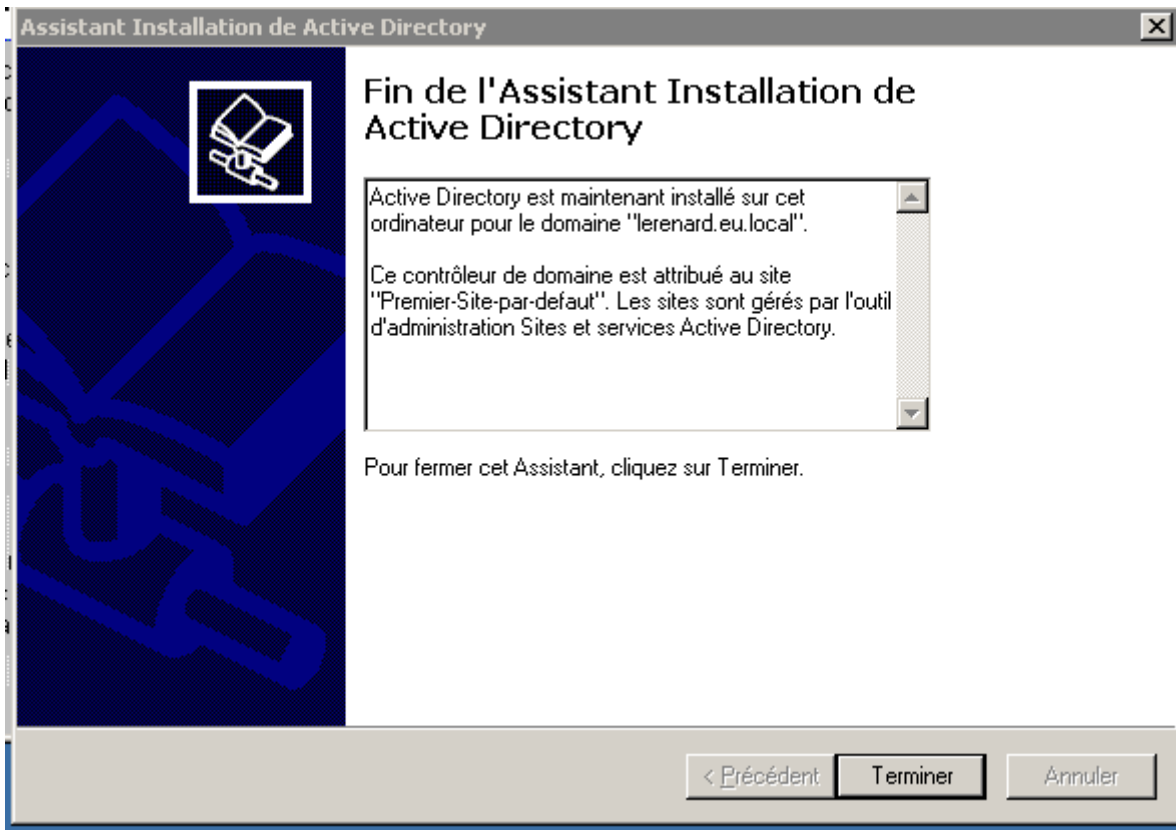 Assistant Installation de Active Directory
Fin de l'Assistant Installation de
Active Directory
Active Directory est maintenant installé sur cet
ordinateur pour le domaine "lerenard.eu.local".
Ce contrôleur de domaine est attribué au site
"Premier-Site-par-defaut". Les sites sont gérés par l'outil
d'administration Sites et services Active Directory.
Pour fermer cet Assistant, cliquez sur Terminer.
< Précédent
Terminer
Annuler